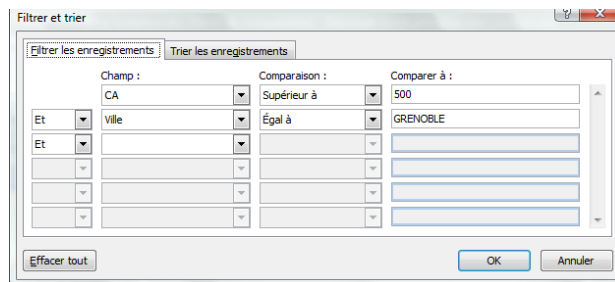 Filtrer et trier
Filtrer les enregistrements Trier les enregistrements
Champ : Comparaison : Comparer à :
CA Supérieur à 500
Et Ville Égal à GRENOBLE
Et
Effacer tout OK Annuler